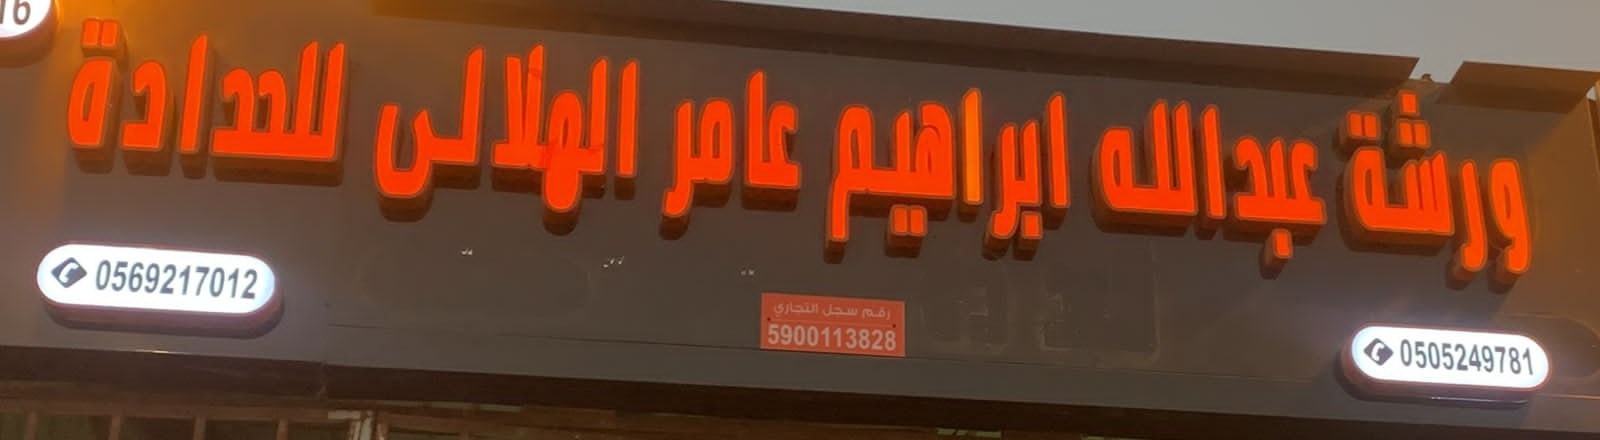 ورشة عبدالله ابراهيم عامر الهلالى للحدادة
0569217012
رقم سجل التجاري
5900113828
0505249781